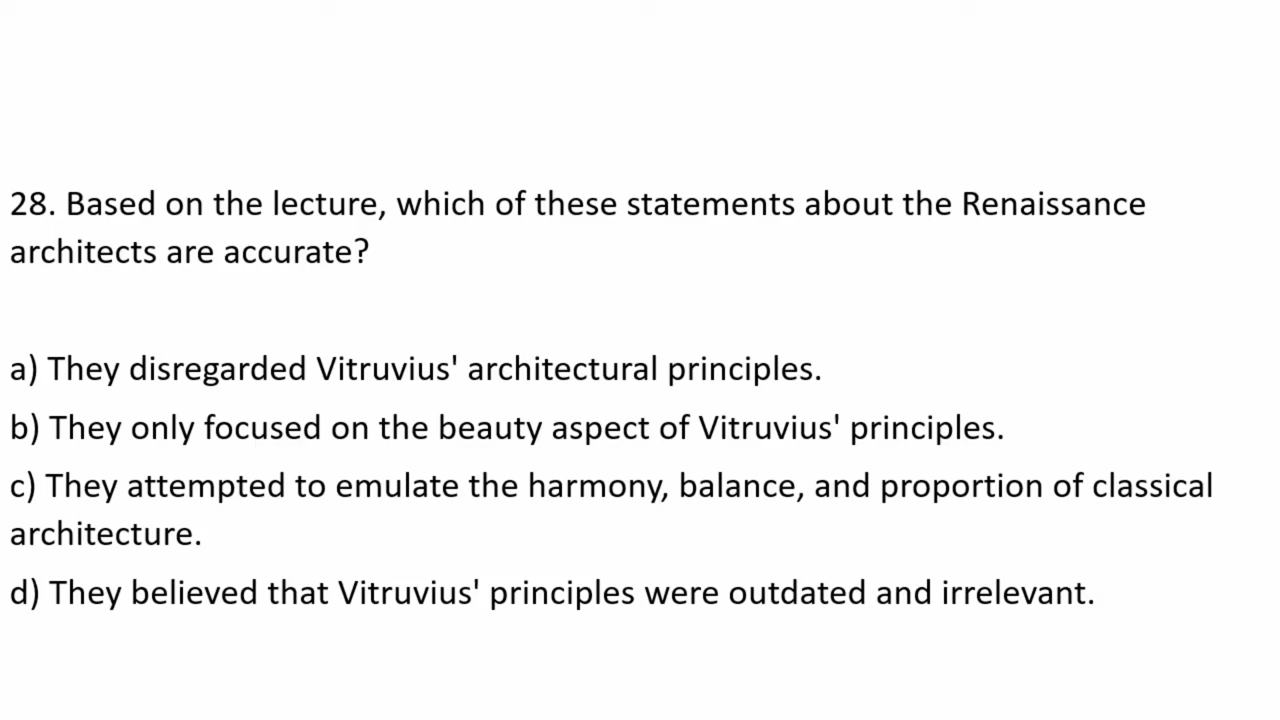 28. Based on the lecture, which of these statements about the Renaissance
architects are accurate?
a) They disregarded Vitruvius' architectural principles.
b) They only focused on the beauty aspect of Vitruvius' principles.
c) They attempted to emulate the harmony, balance, and proportion of classical
architecture.
d) They believed that Vitruvius' principles were outdated and irrelevant.